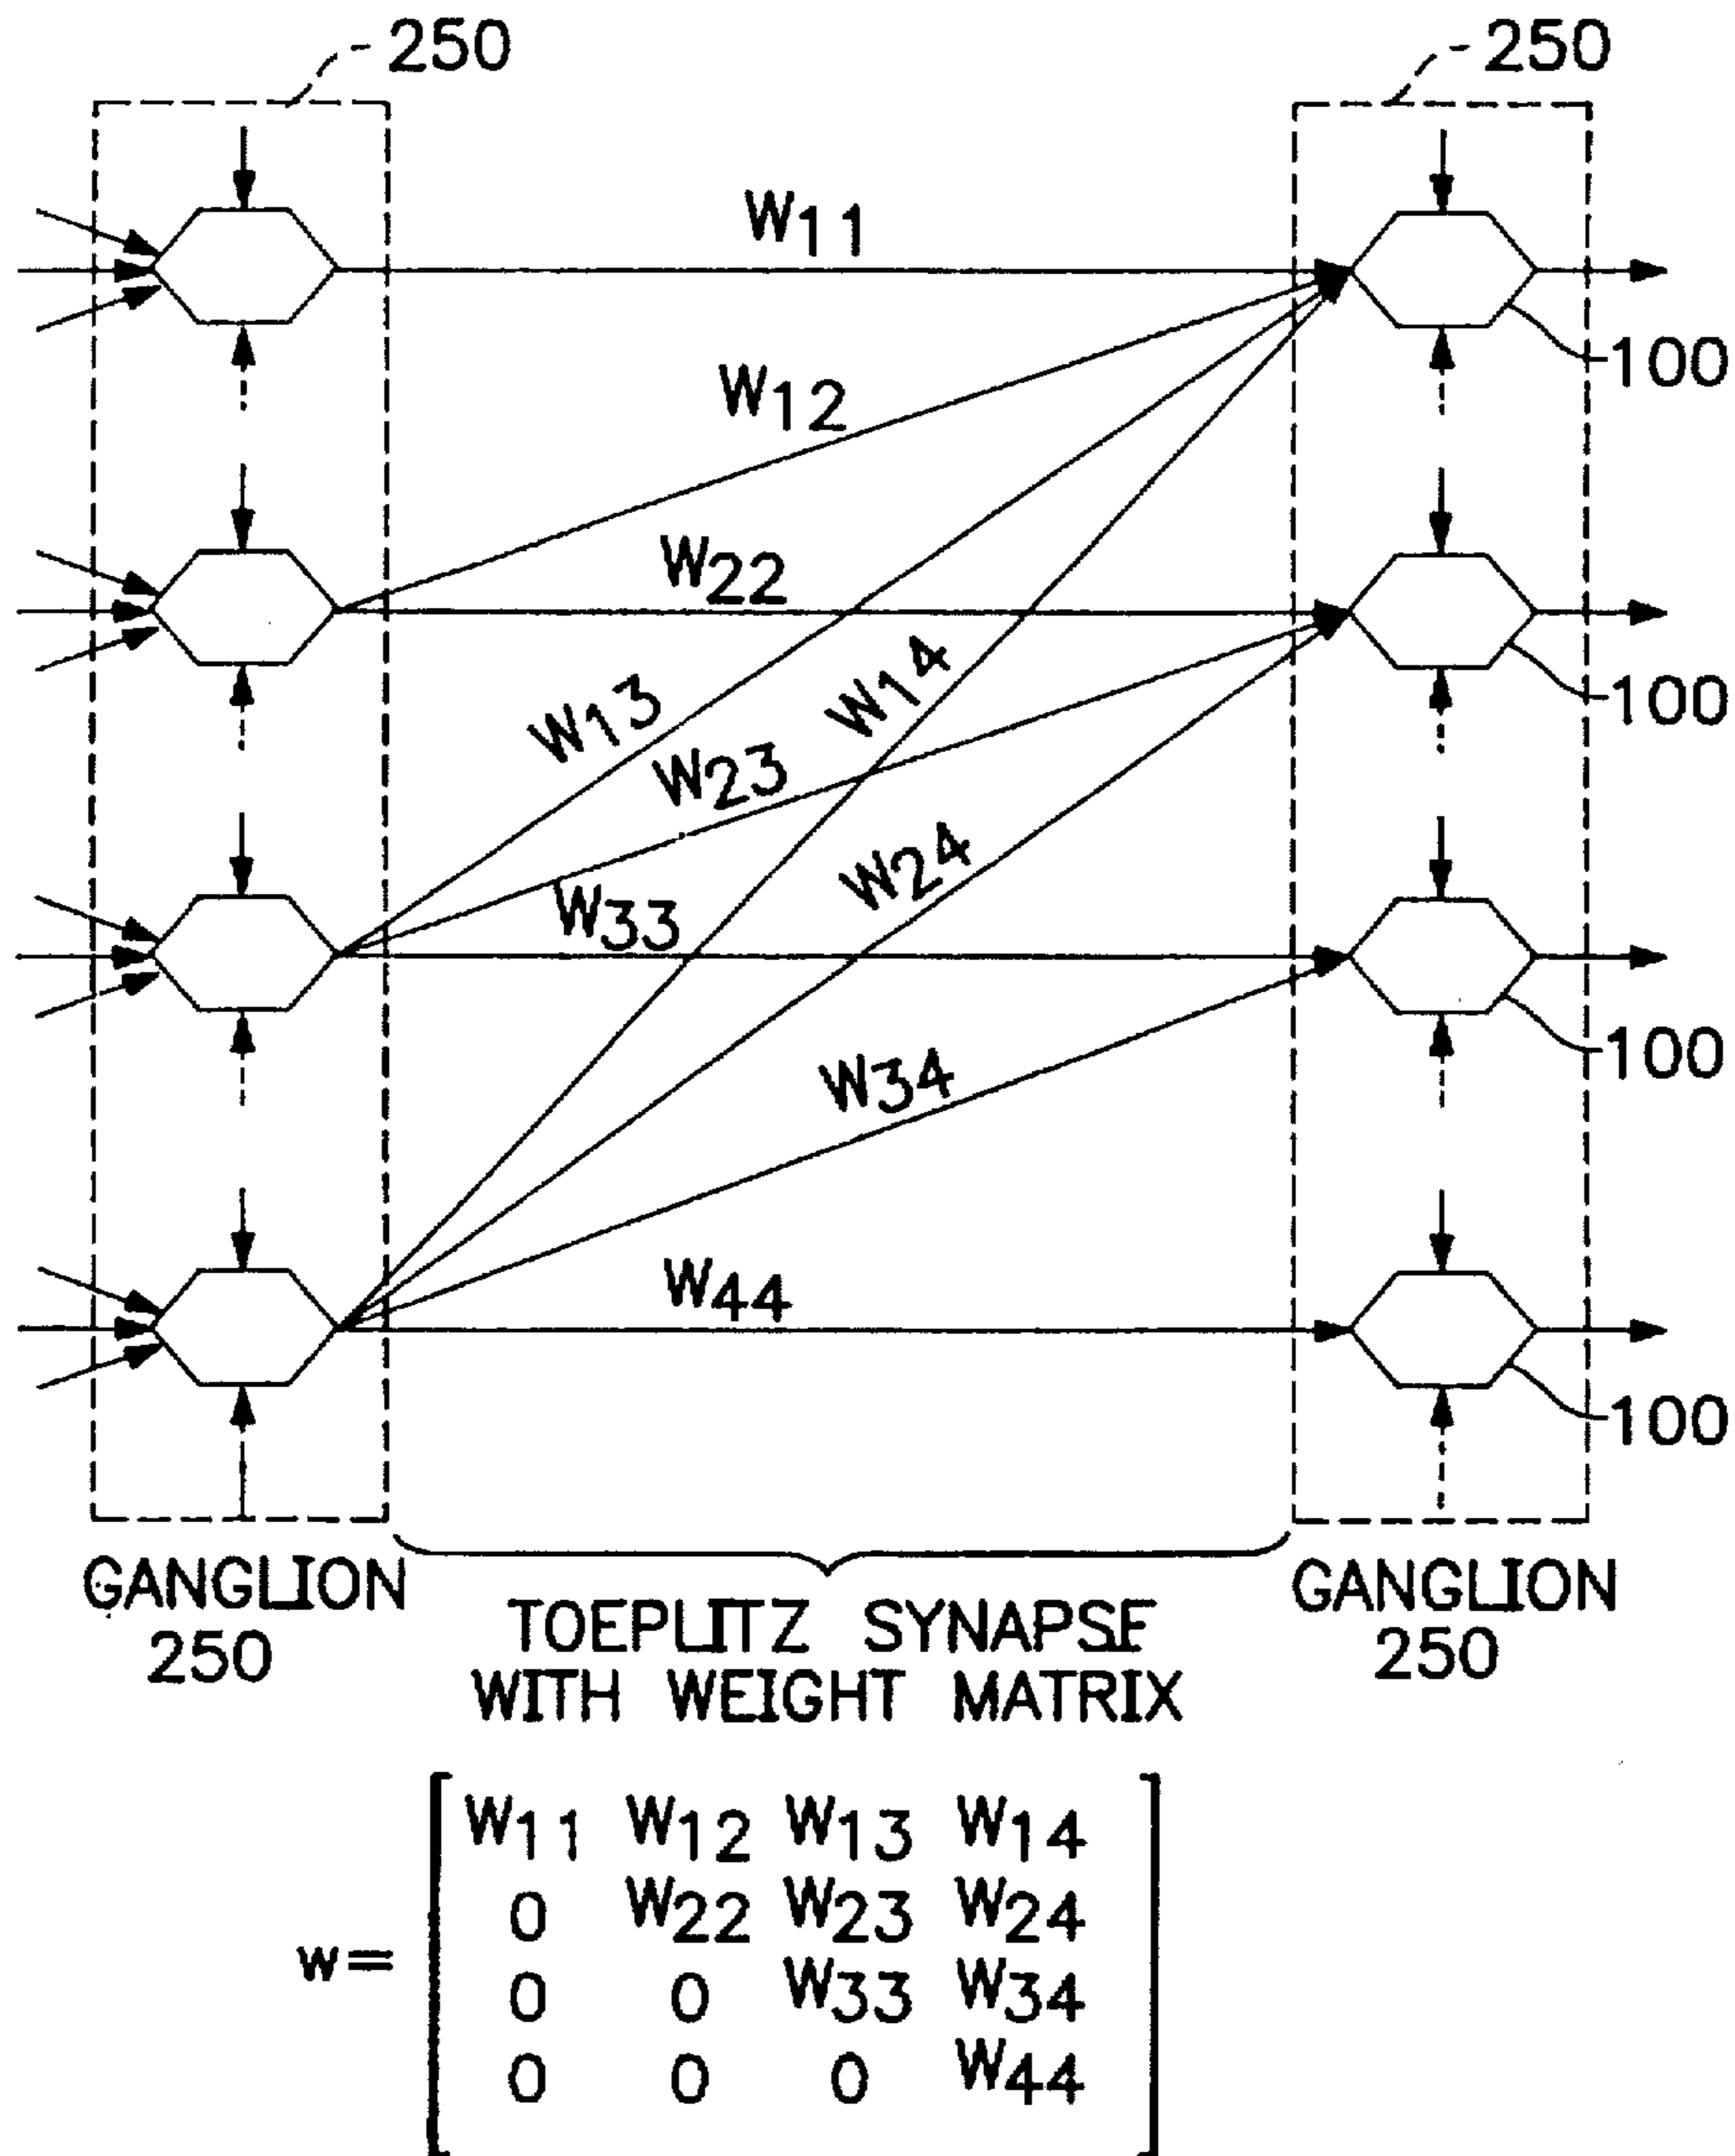 250 250
W11
100
W12
W22
100
W13 W14
W23
W24
W33
100
W34
W44
100
GANGLION
250
TOEPLITZ SYNAPSE
WITH WEIGHT MATRIX
GANGLION
250
W11 W12 W13 W14
0 W22 W23 W24
w=
0 0 W33 W34
0 0 0 W44